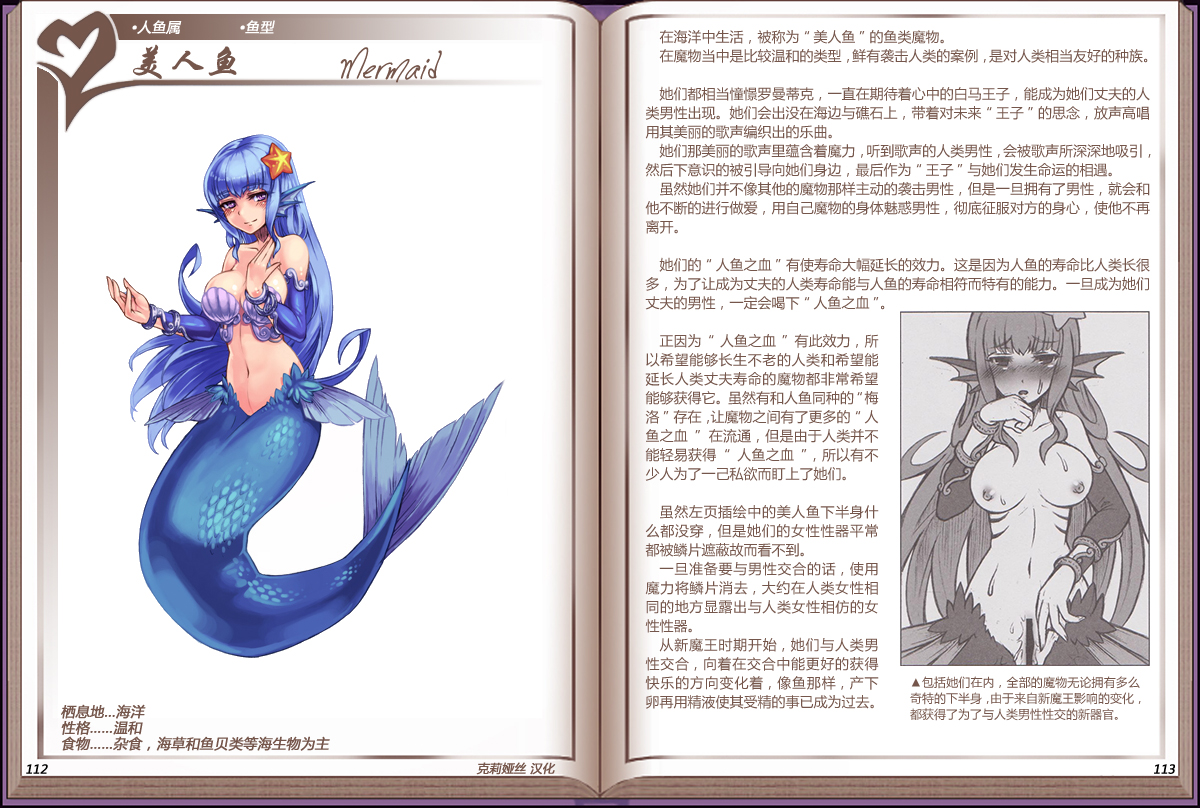 •人鱼属 •鱼型
美人鱼 Mermaid
栖息地...海洋
性格......温和
食物......杂食，海草和鱼贝类等海生物为主
112
克莉娅丝 汉化
在海洋中生活，被称为“美人鱼”的鱼类魔物。
在魔物当中是比较温和的类型，鲜有袭击人类的案例，是对人类相当友好的种族。
她们都相当憧憬罗曼蒂克，一直在期待着心中的白马王子，能成为她们丈夫的人
类男性出现。她们会出没在海边与礁石上，带着对未来“王子”的思念，放声高唱
用其美丽的歌声编织出的乐曲。
她们那美丽的歌声里蕴含着魔力，听到歌声的人类男性，会被歌声所深深地吸引，
然后下意识的被引导向她们身边，最后作为“王子”与她们发生命运的相遇。
虽然她们并不像其他的魔物那样主动的袭击男性，但是一旦拥有了男性，就会和
他不断的进行做爱，用自己魔物的身体魅惑男性，彻底征服对方的身心，使他不再
离开。
她们的“人鱼之血”有使寿命大幅延长的效力。这是因为人鱼的寿命比人类长很
多，为了让成为丈夫的人类寿命能与人鱼的寿命相符而特有的能力。一旦成为她们
丈夫的男性，一定会喝下“人鱼之血”。
正因为“人鱼之血”有此效力，所
以希望能够长生不老的人类和希望能
延长人类丈夫寿命的魔物都非常希望
能够获得它。虽然有和人鱼同种的“梅
洛”存在，让魔物之间有了更多的“人
鱼之血”在流通，但是由于人类并不
能轻易获得“人鱼之血”，所以有不
少人为了一己私欲而盯上了她们。
虽然左页插绘中的美人鱼下半身什
么都没穿，但是她们的女性性器平常
都被鳞片遮蔽故而看不到。
一旦准备要与男性交合的话，使用
魔力将鳞片消去，大约在人类女性相
同的地方显露出与人类女性相仿的女
性性器。
从新魔王时期开始，她们与人类男
性交合，向着在交合中能更好的获得
快乐的方向变化着，像鱼那样，产下
卵再用精液使其受精的事已成为过去。
▲包括她们在内，全部的魔物无论拥有多么
奇特的下半身，由于来自新魔王影响的变化，
都获得了为了与人类男性性交的新器官。
113